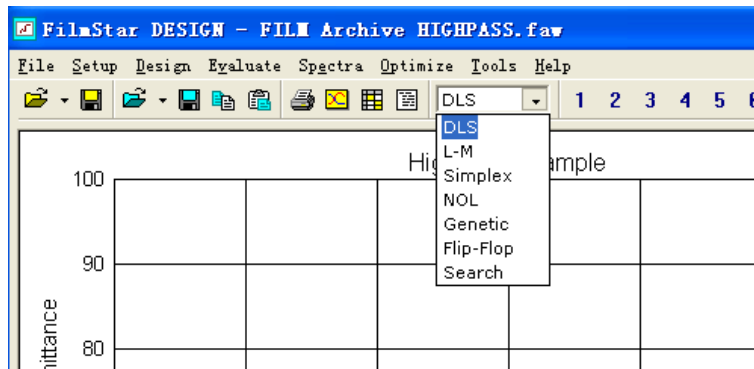 FilmStar DESIGN - FILM Archive HIGHPASS.faw
File Setup Design Evaluate Spectra Optimize Tools Help
DLS 1 2 3 4 5 6
DLS
L-M
Simplex
NOL
Genetic
Flip-Flop
Search
100
90
80